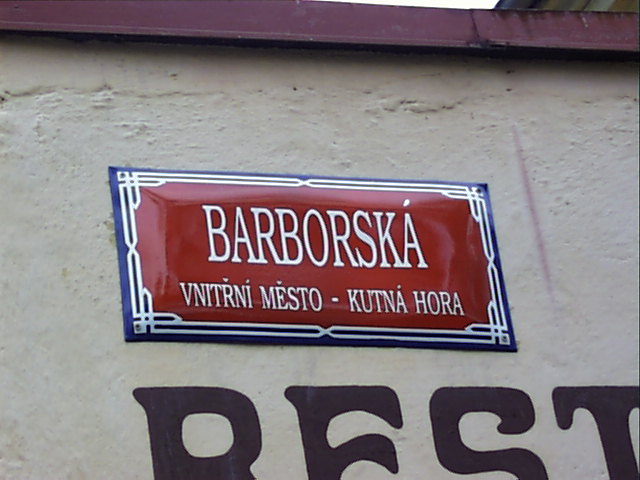 BARBORSKÁ
VNITŘNÍ MĚSTO - KUTNÁ HORA
REST